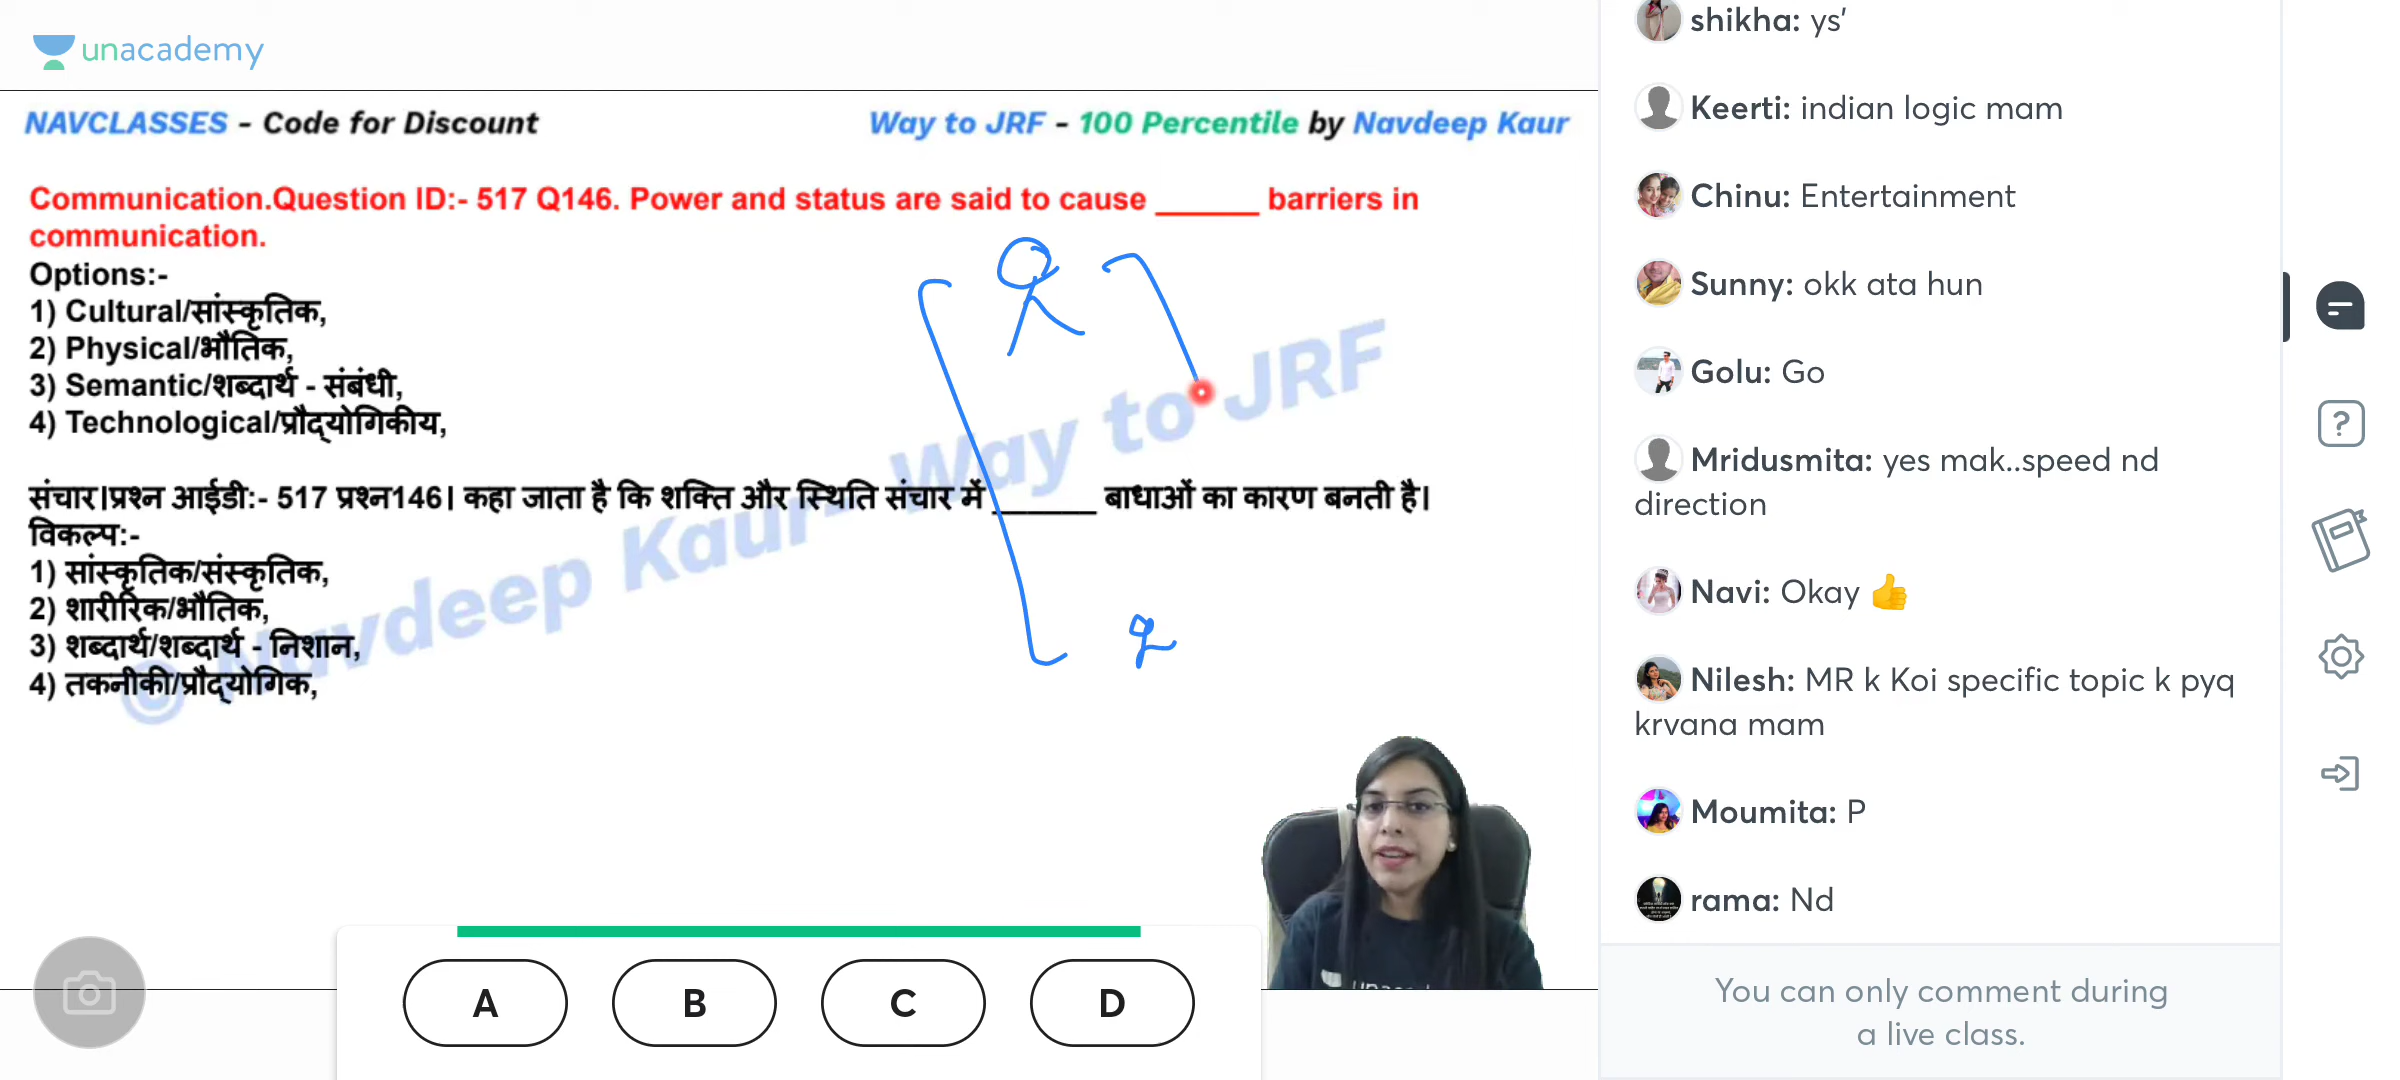 unacademy
NAVCLASSES - Code for Discount
Way to JRF - 100 Percentile by Navdeep Kaur
Communication.Question ID:- 517 Q146. Power and status are said to cause ______ barriers in
communication.
Options:-
1) Cultural/सांस्कृतिक,
2) Physical/भौतिक,
3) Semantic/शब्दार्थ - संबंधी,
4) Technological/प्रौद्योगिकीय,
संचार।प्रश्न आईडी:- 517 प्रश्न146। कहा जाता है कि शक्ति और स्थिति संचार में ______ बाधाओं का कारण बनती है।
विकल्प:-
1) सांस्कृतिक/संस्कृतिक,
2) शारीरिक/भौतिक,
3) शब्दार्थ/शब्दार्थ - निशान,
4) तकनीकी/प्रौद्योगिक,
© Navdeep Kaur- Way to JRF
A
B
C
D
shikha: ys'
Keerti: indian logic mam
Chinu: Entertainment
Sunny: okk ata hun
Golu: Go
Mridusmita: yes mak..speed nd
direction
Navi: Okay 👍
Nilesh: MR k Koi specific topic k pyq
krvana mam
Moumita: P
rama: Nd
You can only comment during
a live class.